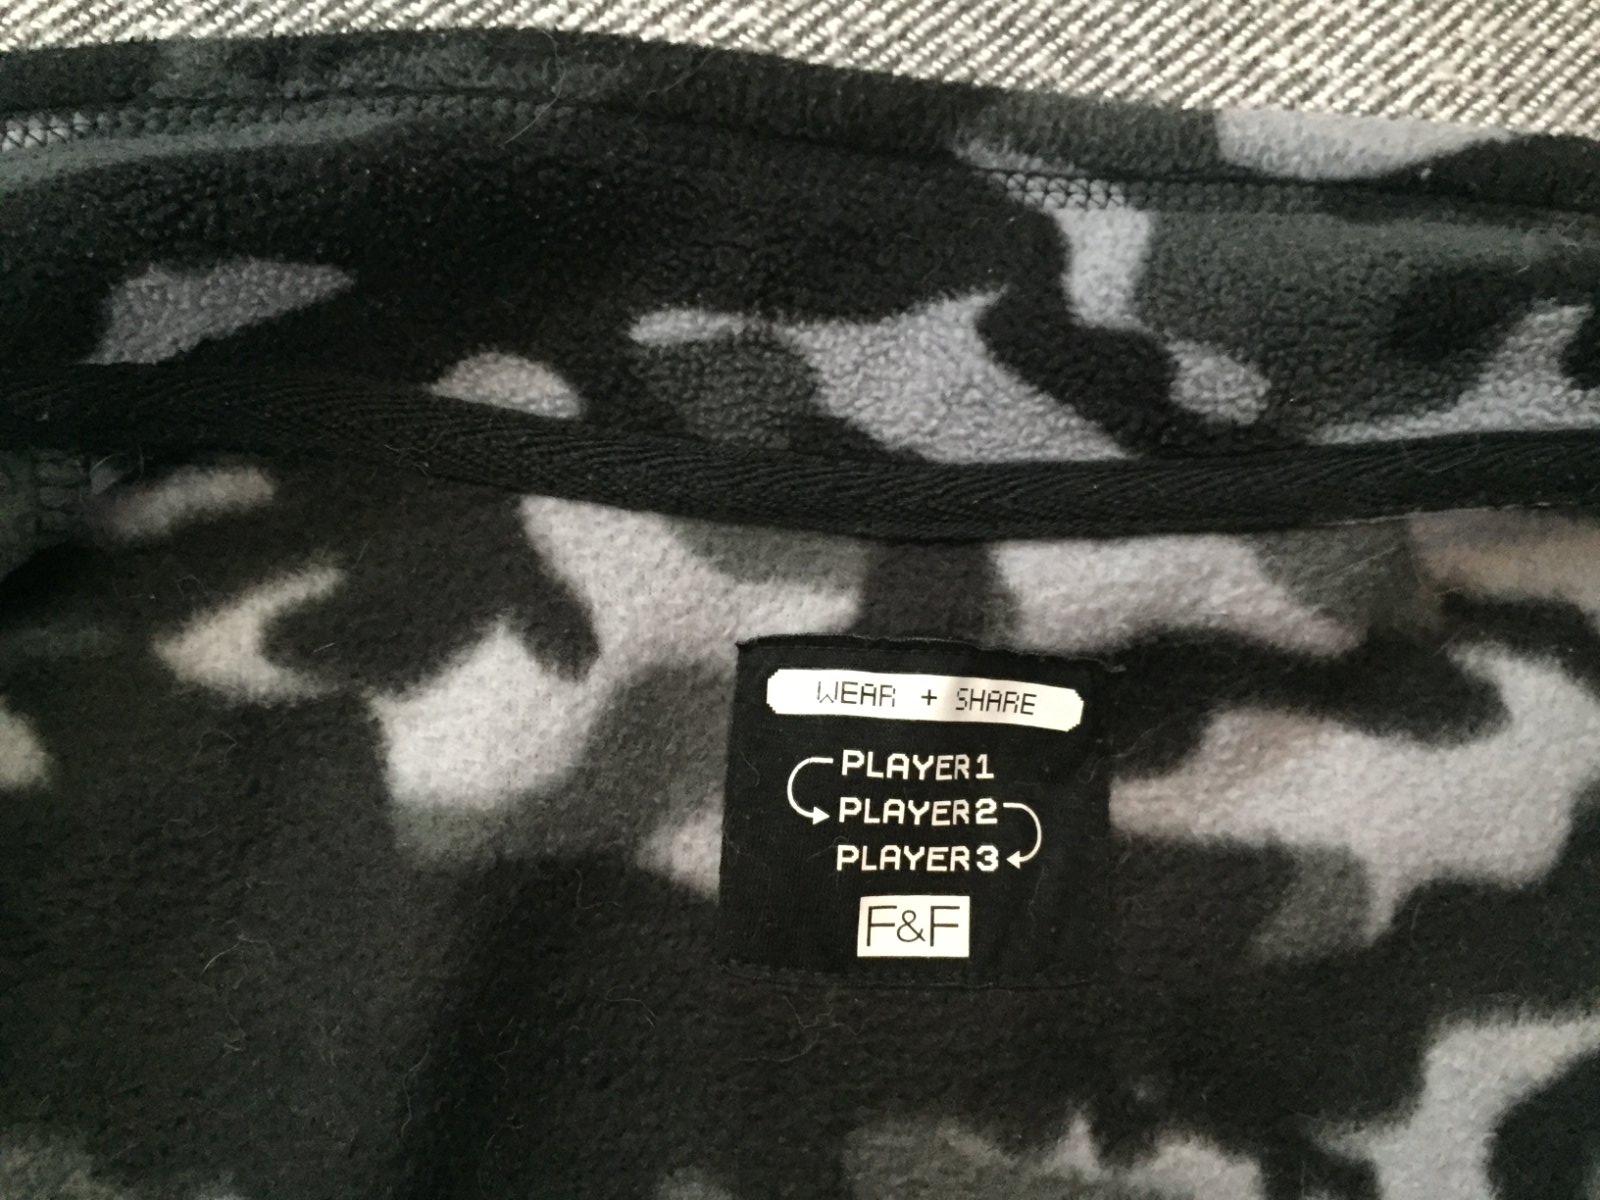 WEAR + SHARE
PLAYER1
PLAYER2
PLAYER3
F&F